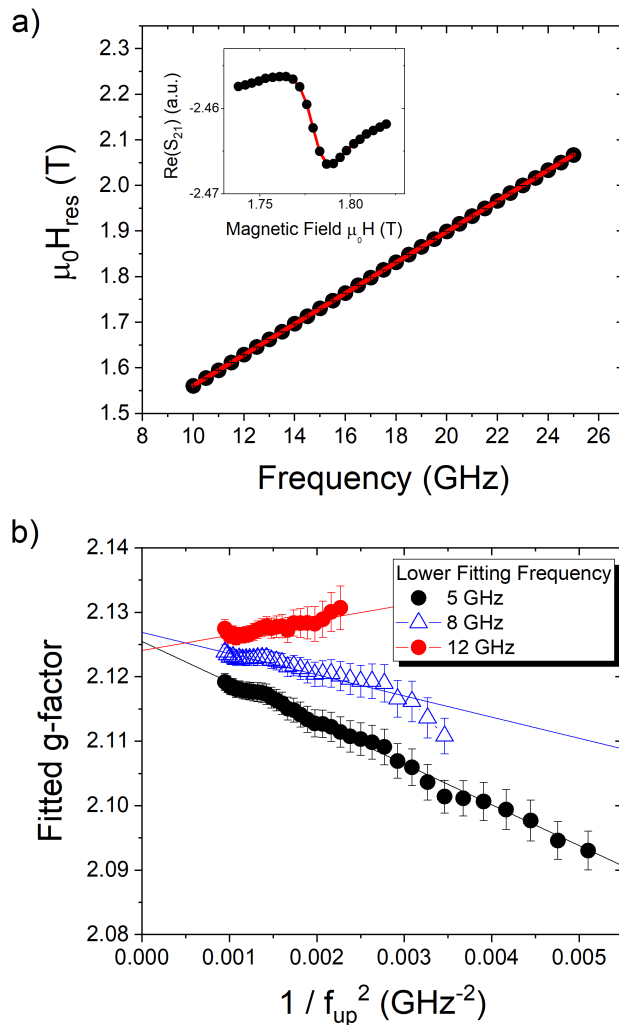 a)
2.3
2.2
2.1
2.0
1.9
1.8
1.7
1.6
1.5
μ₀H_res (T)
-2.46
-2.47
Re(S₂₁) (a.u.)
1.75 1.80
Magnetic Field μ₀H (T)
8 10 12 14 16 18 20 22 24 26
Frequency (GHz)
b)
2.14
2.13
2.12
2.11
2.10
2.09
2.08
Fitted g-factor
Lower Fitting Frequency
5 GHz
8 GHz
12 GHz
0.000 0.001 0.002 0.003 0.004 0.005
1 / f_up² (GHz⁻²)